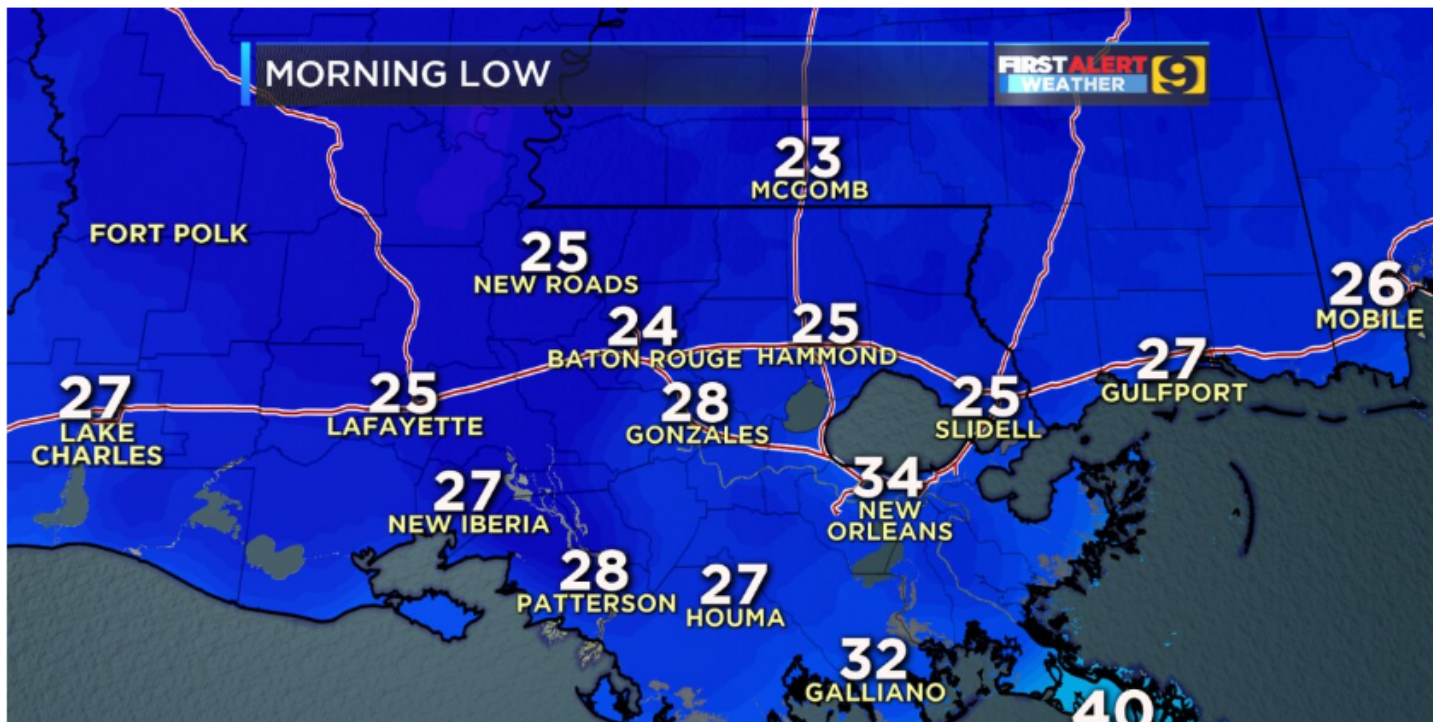 MORNING LOW
FIRST ALERT
WEATHER 9
23
MCCOMB
FORT POLK
25
NEW ROADS
26
MOBILE
24
BATON ROUGE
25
HAMMOND
27
GULFPORT
27
LAKE
CHARLES
25
LAFAYETTE
28
GONZALES
25
SLIDELL
27
NEW IBERIA
34
NEW
ORLEANS
28
PATTERSON
27
HOUMA
32
GALLIANO
40